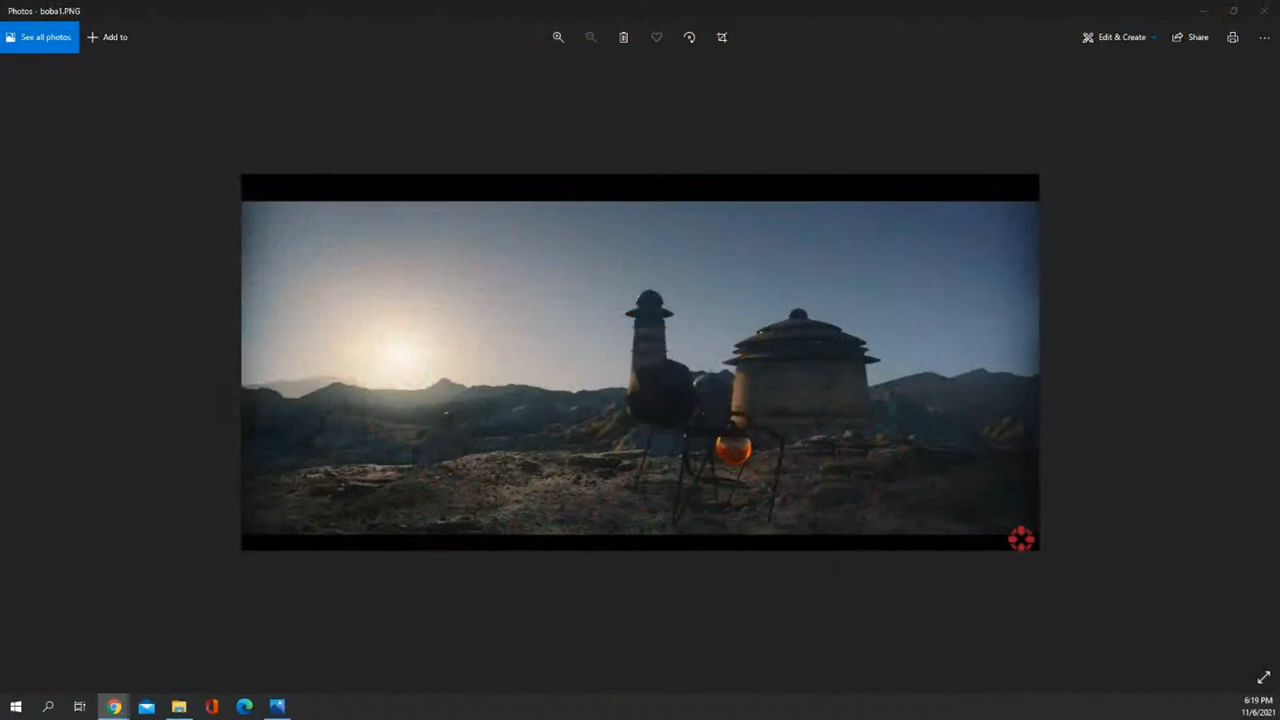 Photos - boba1.PNG
See all photos
Add to
Edit & Create
Share
6:19 PM
11/6/2021